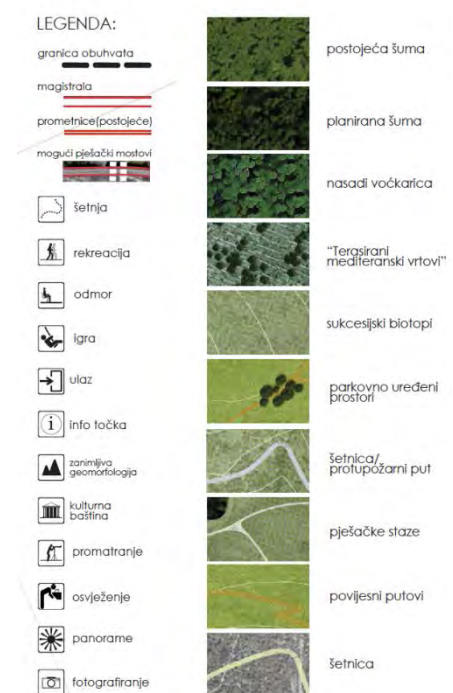 LEGENDA:
granica obuhvata
magistrala
prometnice(postojeće)
mogući pješački mostovi
šetnja
rekreacija
odmor
igra
ulaz
i info točka
zanimljiva
geomorfologija
kulturna
baština
promatranje
osvježenje
panorame
fotografiranje
postojeća šuma
planirana šuma
nasadi voćkarica
"Terasirani
mediteranski vrtovi"
sukcesijski biotopi
parkovno uređeni
prostori
šetnica/
protupožarni put
pješačke staze
povijesni putovi
šetnica